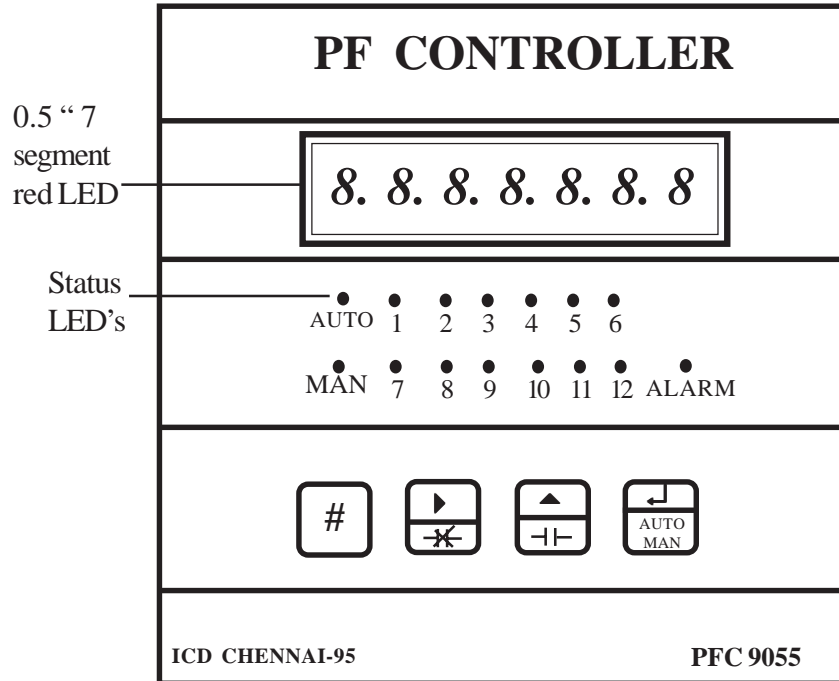 PF CONTROLLER
0.5 “ 7
segment
red LED
8. 8. 8. 8. 8. 8. 8
Status
LED’s
AUTO 1 2 3 4 5 6
MAN 7 8 9 10 11 12 ALARM
#
AUTO
MAN
ICD CHENNAI-95 PFC 9055